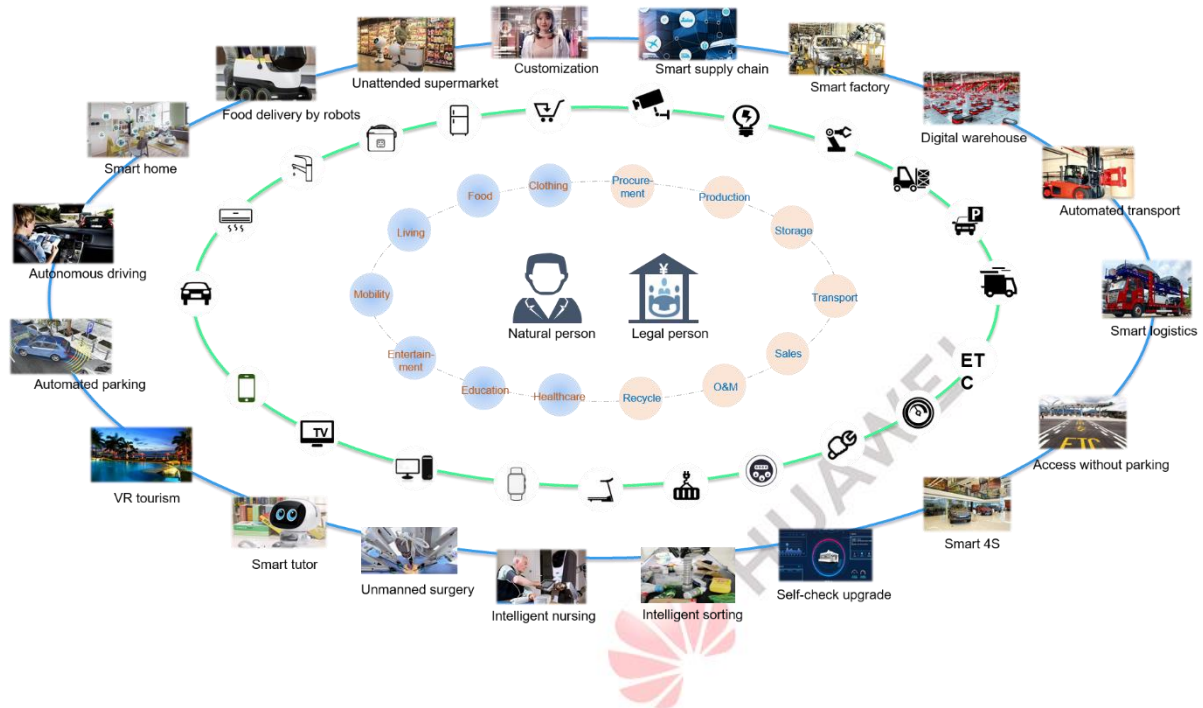 Customization
Smart supply chain
Unattended supermarket
Smart factory
Food delivery by robots
Digital warehouse
Smart home
Automated transport
Autonomous driving
Smart logistics
Automated parking
Access without parking
VR tourism
Smart 4S
Smart tutor
Unmanned surgery
Self-check upgrade
Intelligent nursing
Intelligent sorting
P
TV
ET
C
ETC
Clothing
Procure-
ment
Food
Production
Living
Storage
Mobility
Transport
Entertain-
ment
Sales
Education
O&M
Healthcare
Recycle
¥
Natural person
Legal person
HUAWEI